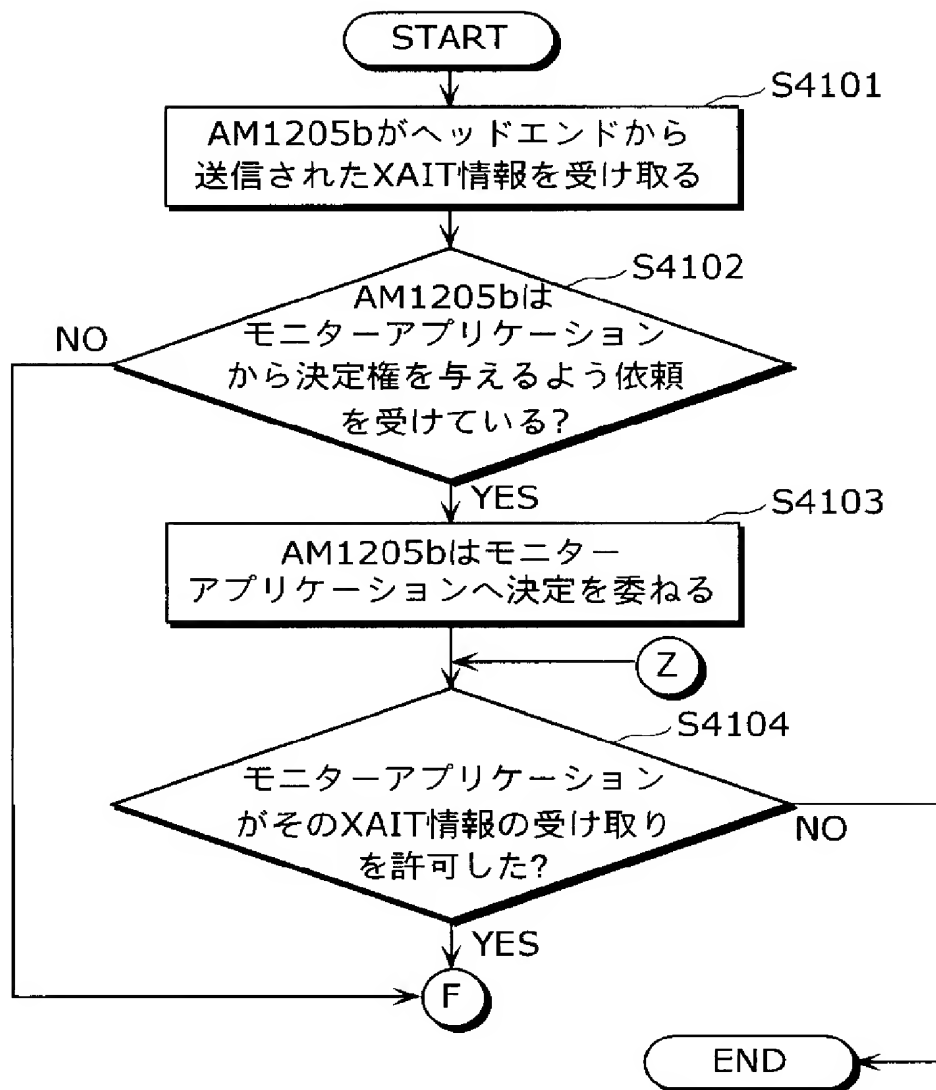 START
S4101
AM1205bがヘッドエンドから
送信されたXAIT情報を受け取る
S4102
AM1205bは
モニターアプリケーション
から決定権を与えるよう依頼
を受けている?
NO
YES
S4103
AM1205bはモニター
アプリケーションへ決定を委ねる
Z
S4104
モニターアプリケーション
がそのXAIT情報の受け取り
を許可した?
NO
YES
F
END